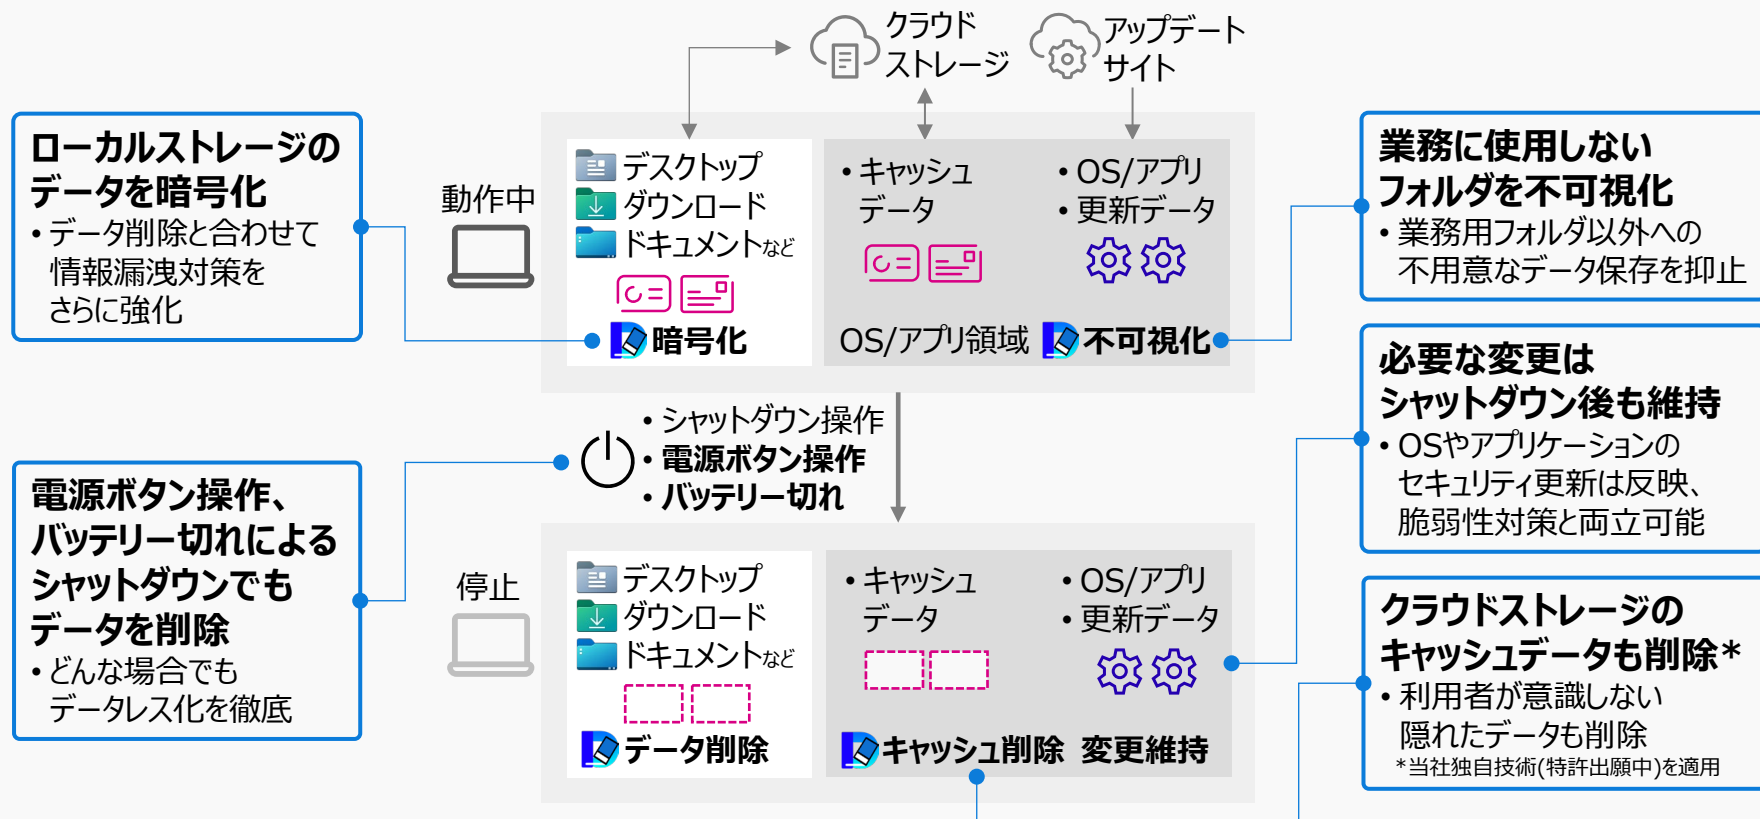 クラウド
ストレージ
アップデート
サイト
ローカルストレージの
データを暗号化
• データ削除と合わせて
情報漏洩対策を
さらに強化
動作中
デスクトップ
ダウンロード
ドキュメントなど
暗号化
• キャッシュ
データ
• OS/アプリ
• 更新データ
OS/アプリ領域
不可視化
業務に使用しない
フォルダを不可視化
• 業務用フォルダ以外への
不用意なデータ保存を抑止
• シャットダウン操作
• 電源ボタン操作
• バッテリー切れ
必要な変更は
シャットダウン後も維持
• OSやアプリケーションの
セキュリティ更新は反映、
脆弱性対策と両立可能
電源ボタン操作、
バッテリー切れによる
シャットダウンでも
データを削除
• どんな場合でも
データレス化を徹底
停止
デスクトップ
ダウンロード
ドキュメントなど
データ削除
• キャッシュ
データ
• OS/アプリ
• 更新データ
キャッシュ削除
変更維持
クラウドストレージの
キャッシュデータも削除*
• 利用者が意識しない
隠れたデータも削除
*当社独自技術(特許出願中)を適用